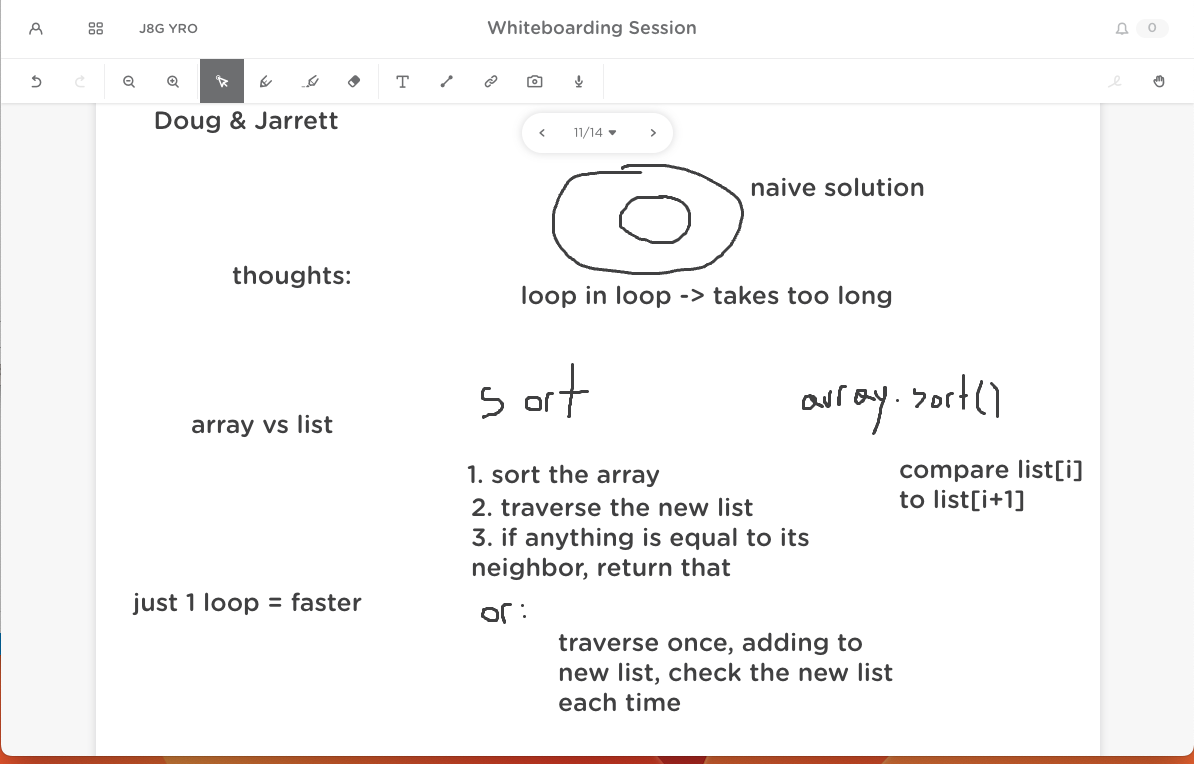 J8G YRO
Whiteboarding Session
0
T
Doug & Jarrett
11/14
naive solution
thoughts:
loop in loop -> takes too long
sort
array.sort()
array vs list
1. sort the array
2. traverse the new list
3. if anything is equal to its
neighbor, return that
compare list[i]
to list[i+1]
just 1 loop = faster
or:
traverse once, adding to
new list, check the new list
each time